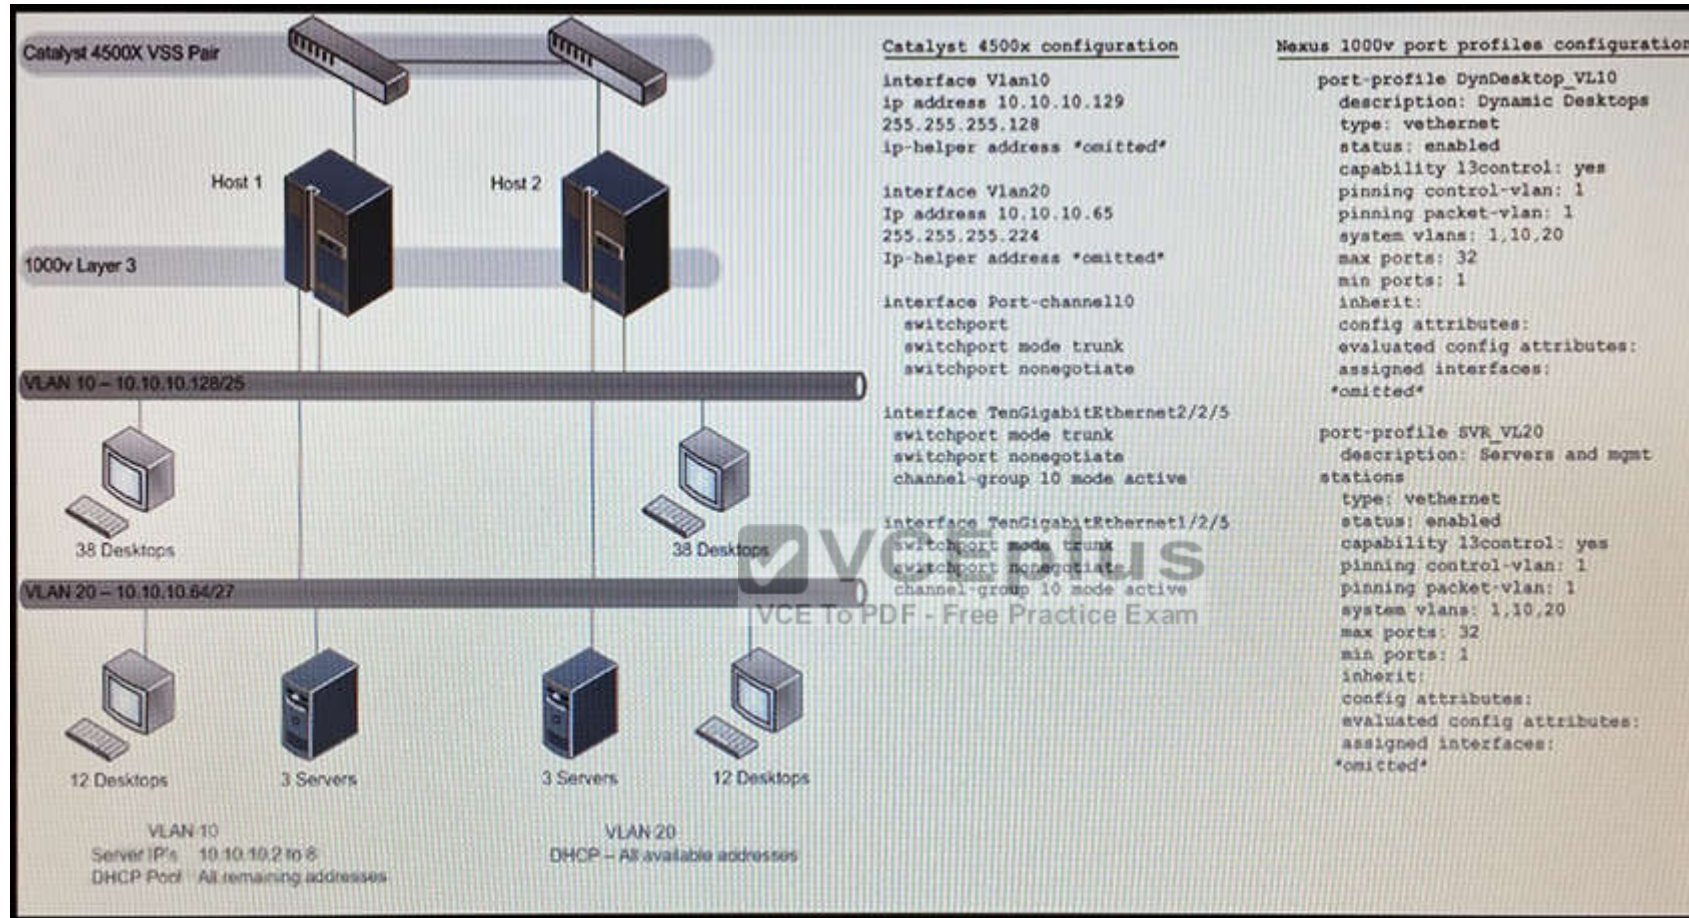 Catalyst 4500X VSS Pair
Host 1
Host 2
1000v Layer 3
VLAN 10 – 10.10.10.128/25
38 Desktops
38 Desktops
VLAN 20 – 10.10.10.64/27
12 Desktops
3 Servers
3 Servers
12 Desktops
VLAN 10
Server IP's 10.10.10.2 to 8
DHCP Pool All remaining addresses
VLAN 20
DHCP – All available addresses
Catalyst 4500x configuration
interface Vlan10
ip address 10.10.10.129
255.255.255.128
ip-helper address *omitted*
interface Vlan20
Ip address 10.10.10.65
255.255.255.224
Ip-helper address *omitted*
interface Port-channel10
switchport
switchport mode trunk
switchport nonegotiate
interface TenGigabitEthernet2/2/5
switchport mode trunk
switchport nonegotiate
channel-group 10 mode active
interface TenGigabitEthernet1/2/5
switchport mode trunk
switchport nonegotiate
channel-group 10 mode active
VCEplus
VCE To PDF - Free Practice Exam
Nexus 1000v port profiles configuration
port-profile DynDesktop_VL10
description: Dynamic Desktops
type: vethernet
status: enabled
capability l3control: yes
pinning control-vlan: 1
pinning packet-vlan: 1
system vlans: 1,10,20
max ports: 32
min ports: 1
inherit:
config attributes:
evaluated config attributes:
assigned interfaces:
*omitted*
port-profile SVR_VL20
description: Servers and mgmt
stations
type: vethernet
status: enabled
capability l3control: yes
pinning control-vlan: 1
pinning packet-vlan: 1
system vlans: 1,10,20
max ports: 32
min ports: 1
inherit:
config attributes:
evaluated config attributes:
assigned interfaces:
*omitted*